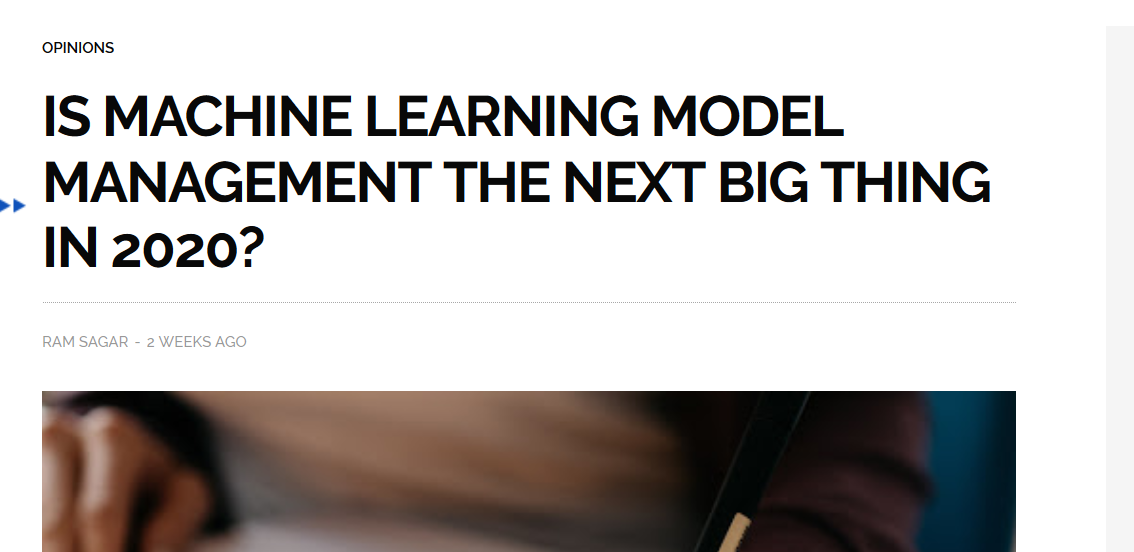 OPINIONS
IS MACHINE LEARNING MODEL
MANAGEMENT THE NEXT BIG THING
IN 2020?
RAM SAGAR - 2 WEEKS AGO